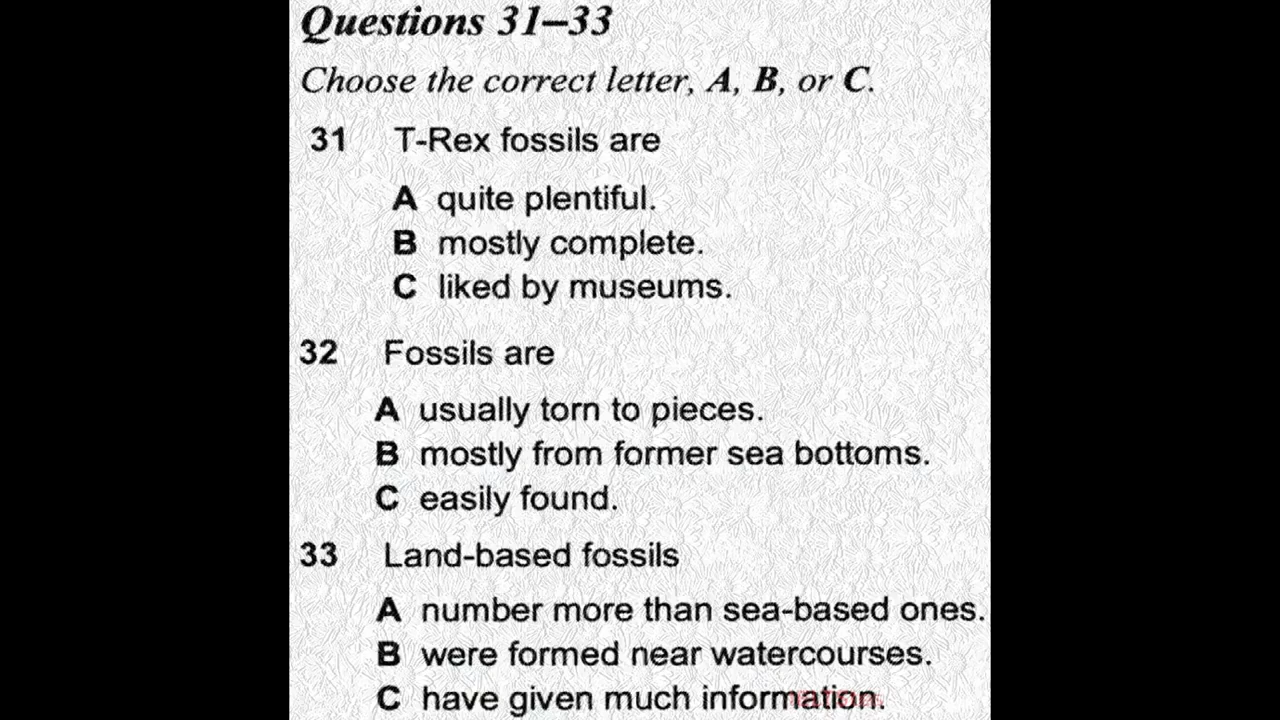 Questions 31–33
Choose the correct letter, A, B, or C.
31 T-Rex fossils are
A quite plentiful.
B mostly complete.
C liked by museums.
32 Fossils are
A usually torn to pieces.
B mostly from former sea bottoms.
C easily found.
33 Land-based fossils
A number more than sea-based ones.
B were formed near watercourses.
C have given much information.